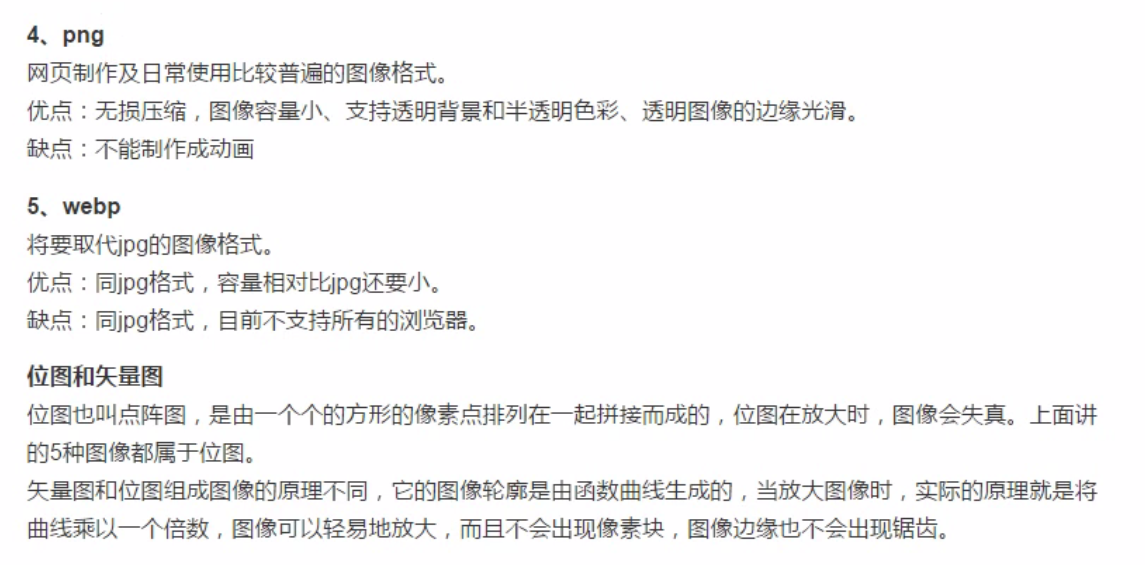 4、png
网页制作及日常使用比较普遍的图像格式。
优点：无损压缩，图像容量小、支持透明背景和半透明色彩、透明图像的边缘光滑。
缺点：不能制作成动画
5、webp
将要取代jpg的图像格式。
优点：同jpg格式，容量相对比jpg还要小。
缺点：同jpg格式，目前不支持所有的浏览器。
位图和矢量图
位图也叫点阵图，是由一个个的方形的像素点排列在一起拼接而成的，位图在放大时，图像会失真。上面讲
的5种图像都属于位图。
矢量图和位图组成图像的原理不同，它的图像轮廓是由函数曲线生成的，当放大图像时，实际的原理就是将
曲线乘以一个倍数，图像可以轻易地放大，而且不会出现像素块，图像边缘也不会出现锯齿。